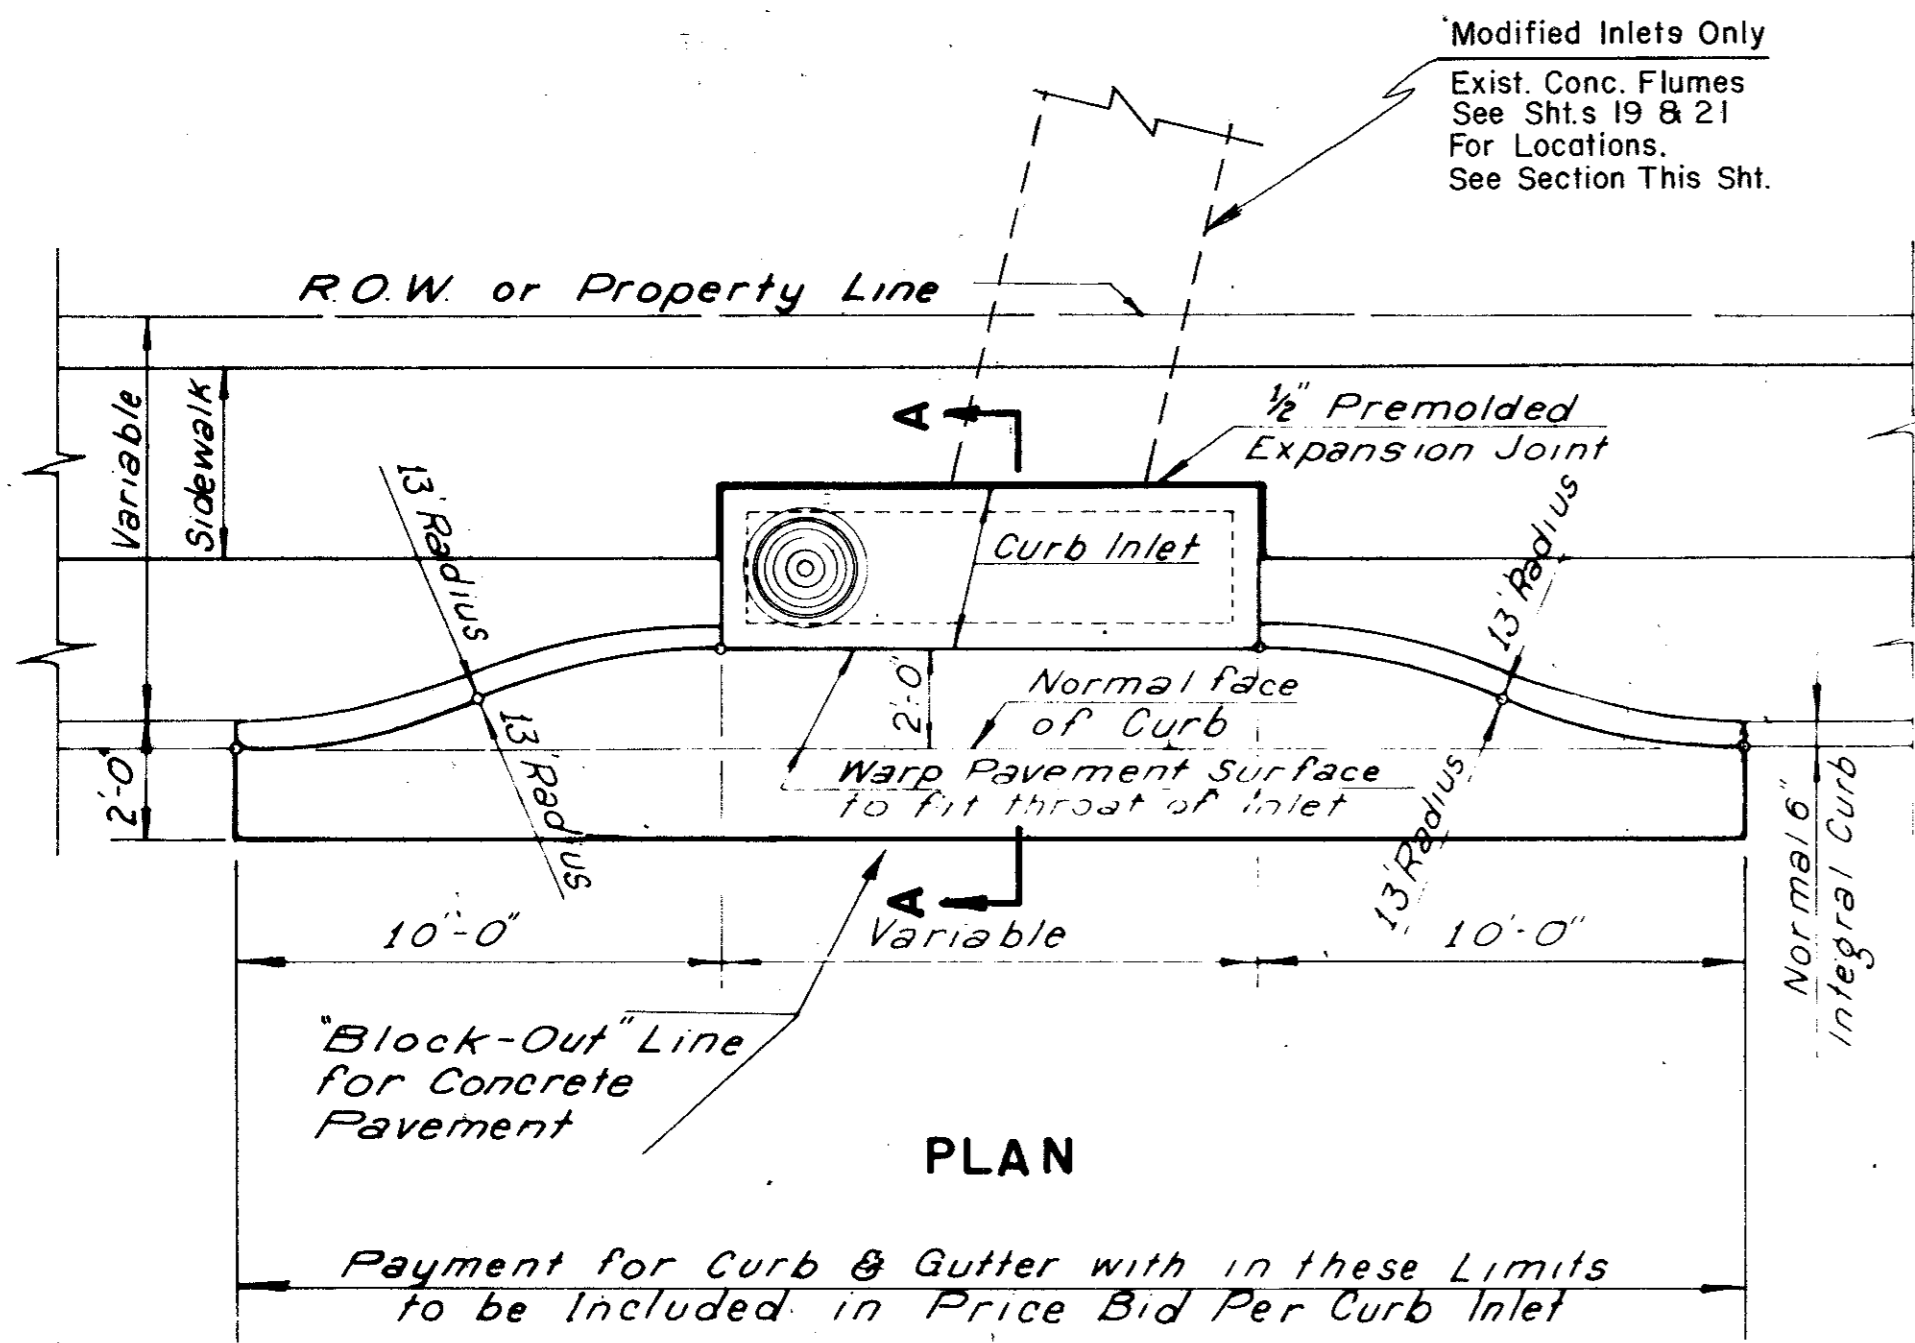 Modified Inlets Only
Exist. Conc. Flumes
See Sht.s 19 & 21
For Locations.
See Section This Sht.
R.O.W. or Property Line
Variable
Sidewalk
A
1/2" Premolded
Expansion Joint
13' Radius
Curb Inlet
13' Radius
2'-0"
Normal face
of Curb
13' Radius
Warp Pavement Surface
to fit throat of inlet
13' Radius
2'-0"
Normal 6"
Integral Curb
A
10'-0"
Variable
10'-0"
"Block-Out" Line
for Concrete
Pavement
PLAN
Payment for Curb & Gutter with in these Limits
to be Included in Price Bid Per Curb Inlet